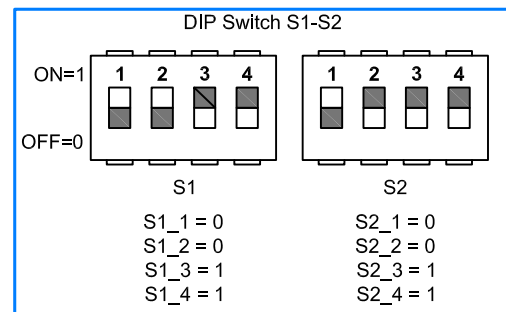 DIP Switch S1-S2
ON=1
1 2 3 4
1 2 3 4
OFF=0
S1
S2
S1_1 = 0
S1_2 = 0
S1_3 = 1
S1_4 = 1
S2_1 = 0
S2_2 = 0
S2_3 = 1
S2_4 = 1